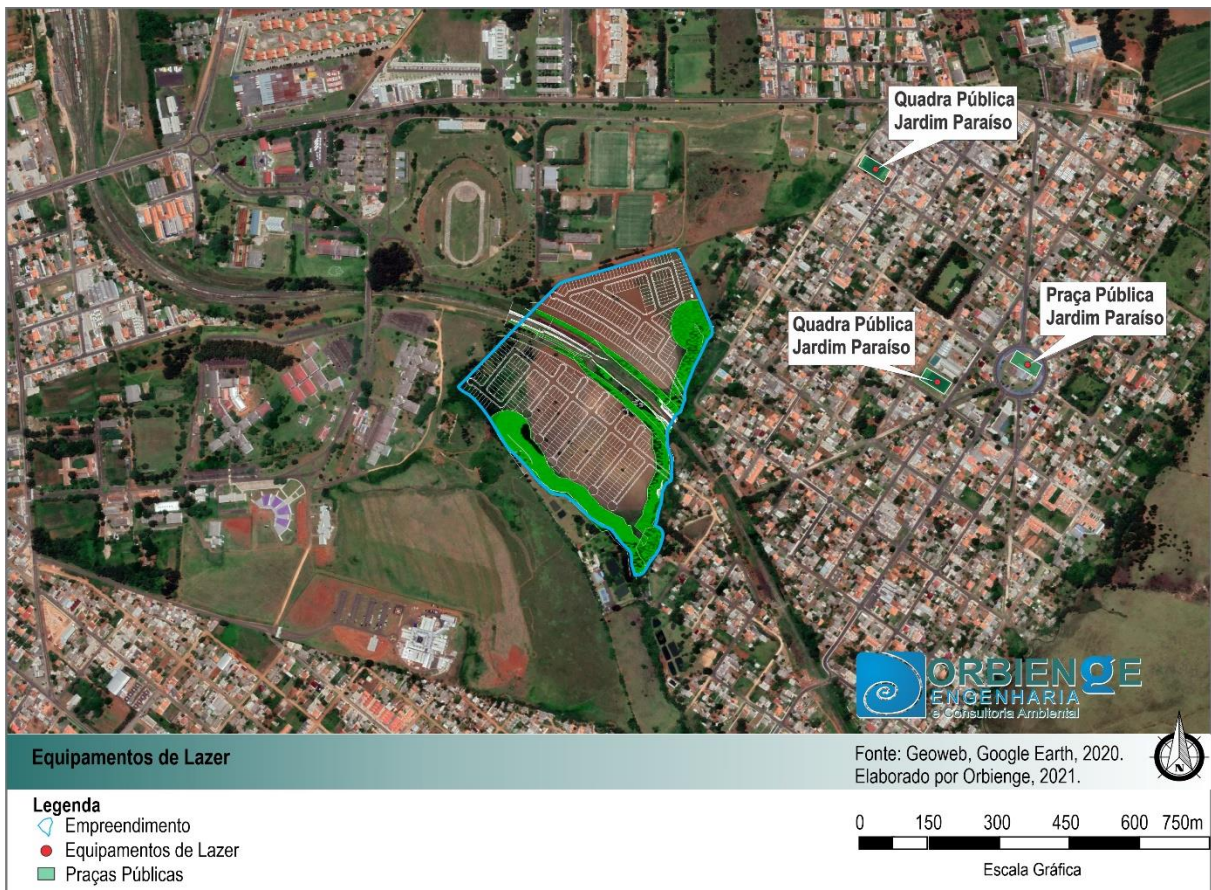 Quadra Pública
Jardim Paraíso
Praça Pública
Jardim Paraíso
Quadra Pública
Jardim Paraíso
ORBIENGE
ENGENHARIA
e Consultoria Ambiental
Equipamentos de Lazer
Fonte: Geoweb, Google Earth, 2020.
Elaborado por Orbienge, 2021.
N
Legenda
Empreendimento
Equipamentos de Lazer
Praças Públicas
0 150 300 450 600 750m
Escala Gráfica